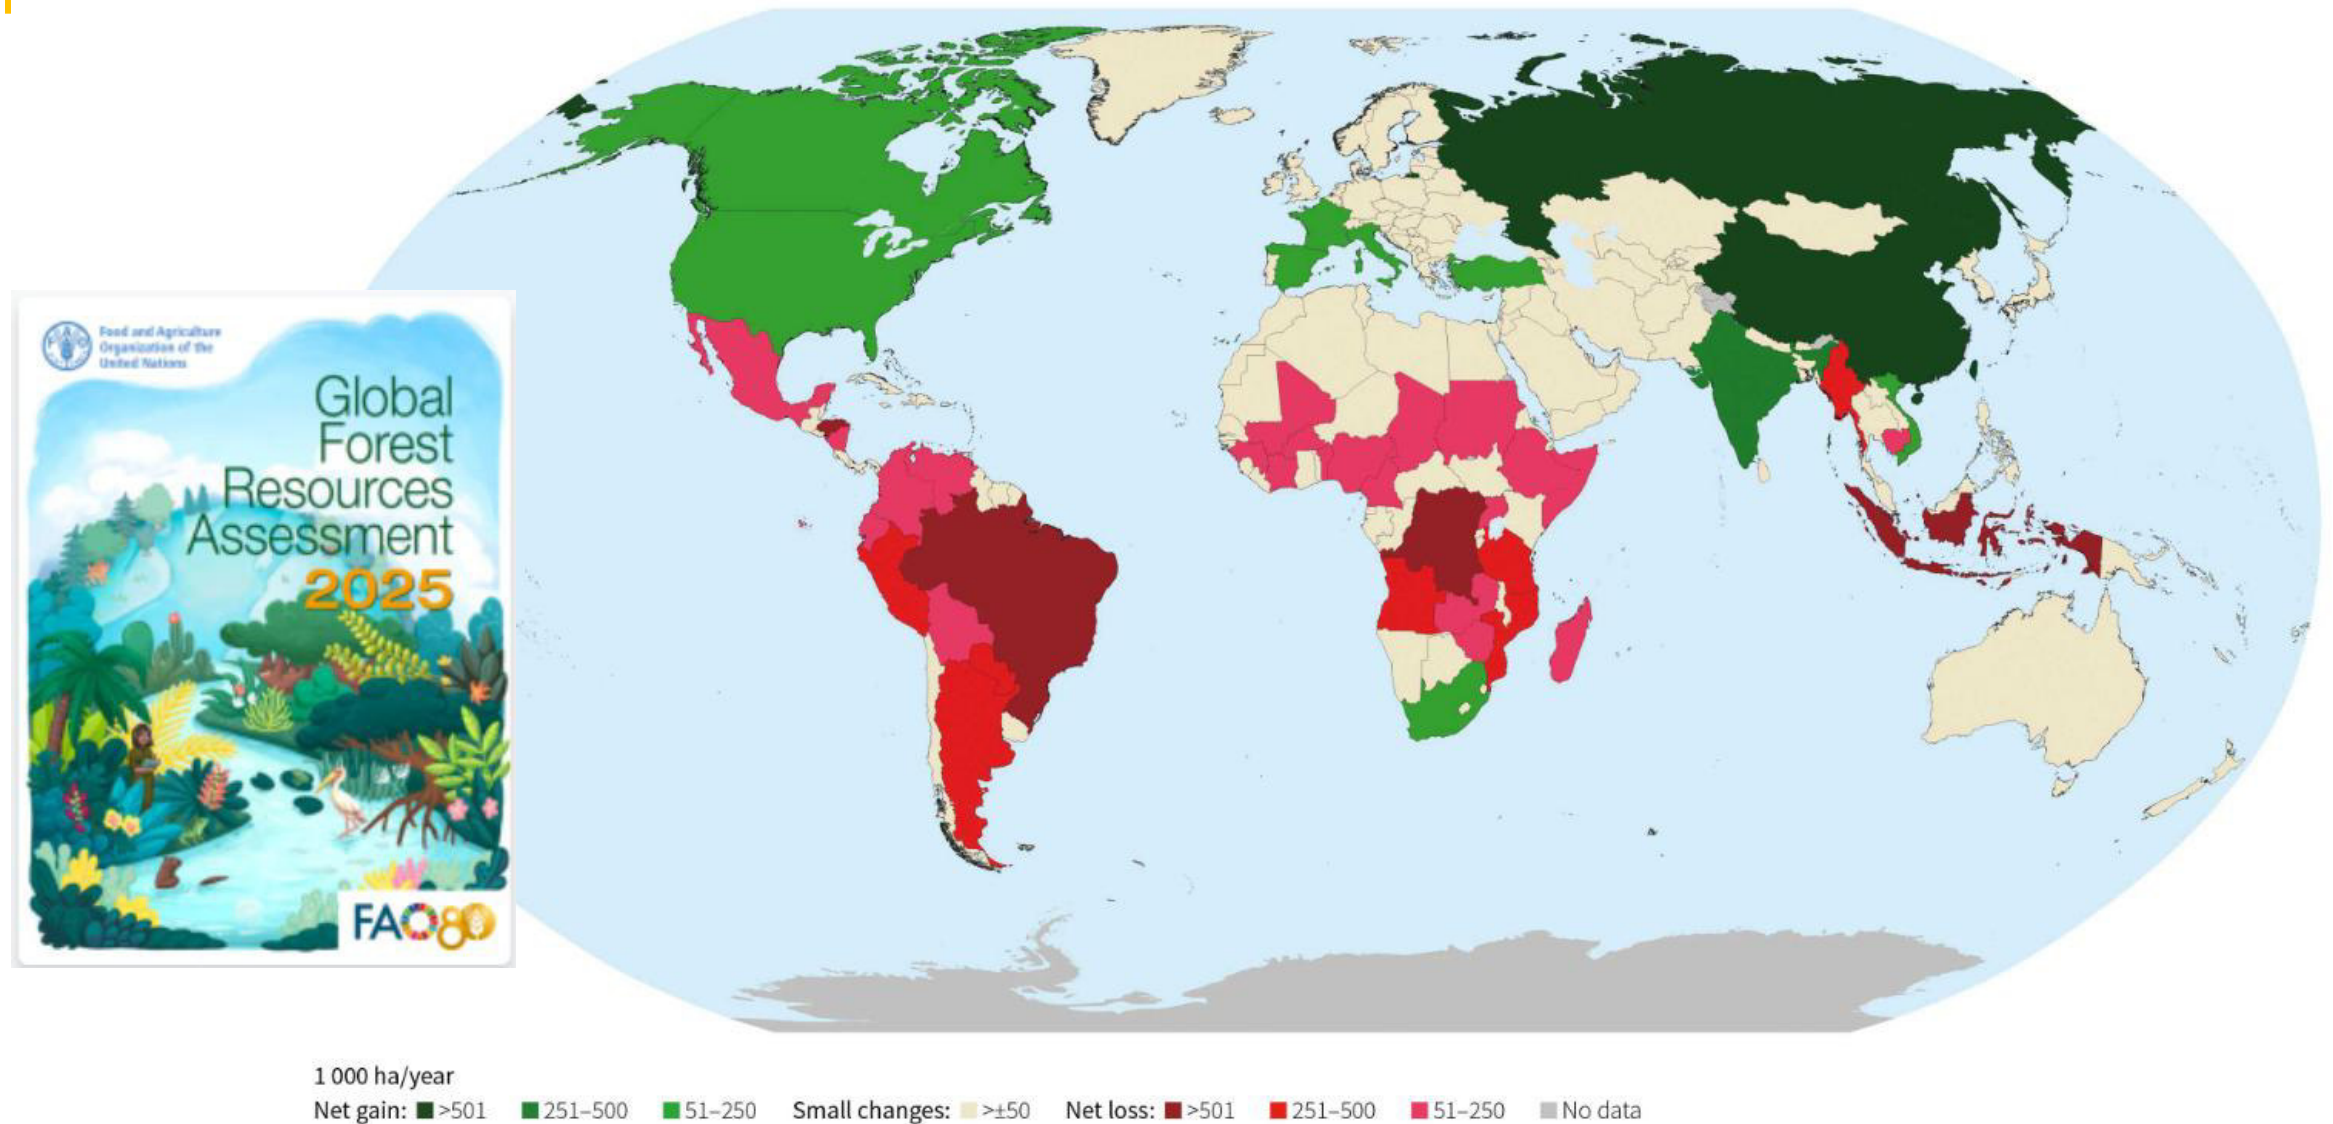 Food and Agriculture
Organization of the
United Nations
Global
Forest
Resources
Assessment
2025
FAO80
1 000 ha/year
Net gain: >501 251–500 51–250 Small changes: >±50 Net loss: >501 251–500 51–250 No data